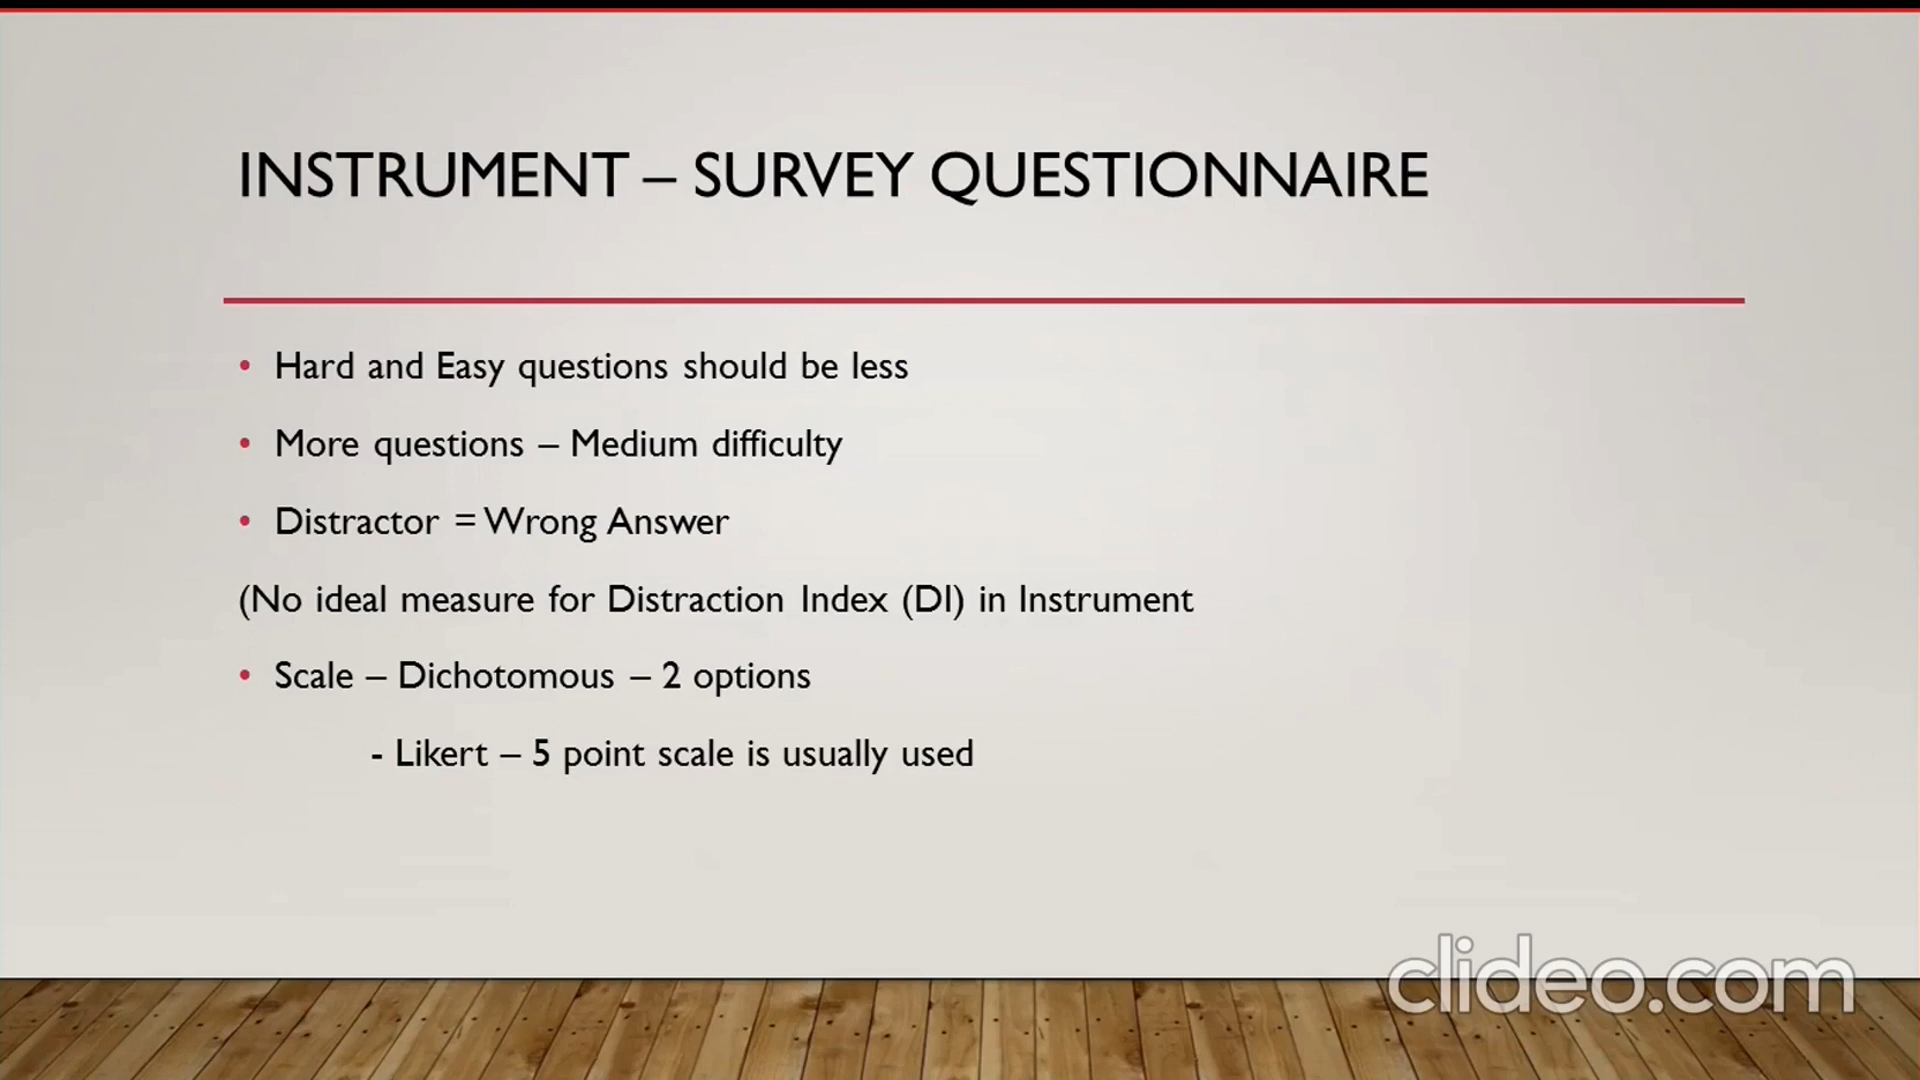 INSTRUMENT – SURVEY QUESTIONNAIRE
• Hard and Easy questions should be less
• More questions – Medium difficulty
• Distractor = Wrong Answer
(No ideal measure for Distraction Index (DI) in Instrument
• Scale – Dichotomous – 2 options
- Likert – 5 point scale is usually used
clideo.com